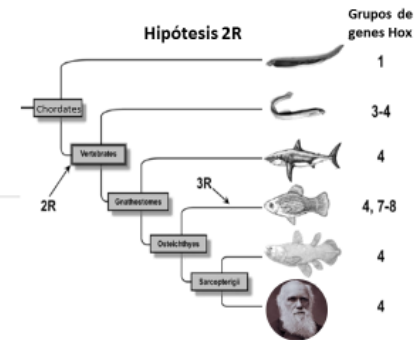 Hipótesis 2R
Grupos de
genes Hox
1
Chordates
3-4
Vertabrates
4
2R
Gnathostomes
3R
4, 7-8
Osteichthyes
4
Sarcopterigii
4